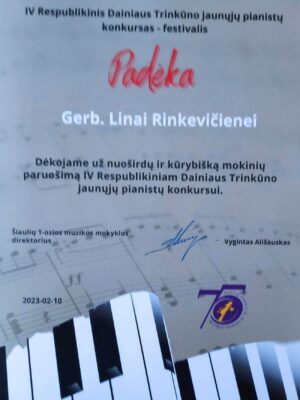 IV Respublikinis Dainiaus Trinkūno jaunųjų pianistų
konkursas - festivalis
Padėka
Gerb. Linai Rinkevičienei
Dėkojame už nuoširdų ir kūrybišką mokinių
paruošimą IV Respublikiniam Dainiaus Trinkūno
jaunųjų pianistų konkursui.
Šiaulių 1-osios muzikos mokyklos
direktorius
Vygintas Ališauskas
2023-02-10
75